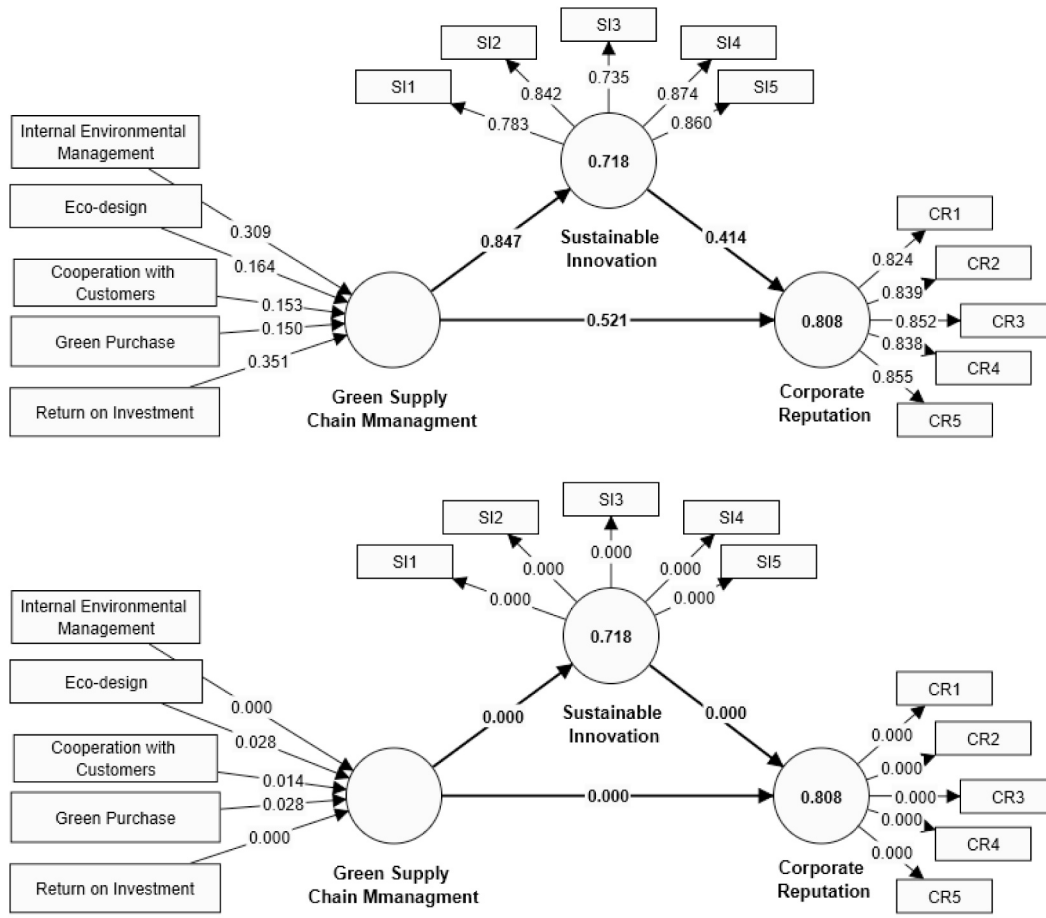 SI3
SI2
SI4
SI1
SI5
0.735
0.842
0.874
0.783
0.860
Internal Environmental
Management
Eco-design
Cooperation with
Customers
Green Purchase
Return on Investment
0.309
0.164
0.153
0.150
0.351
0.718
Sustainable
Innovation
0.847
0.414
0.521
Green Supply
Chain Mmanagment
0.808
Corporate
Reputation
CR1
CR2
CR3
CR4
CR5
0.824
0.839
0.852
0.838
0.855
SI3
SI2
SI4
SI1
SI5
0.000
0.000
0.000
0.000
0.000
Internal Environmental
Management
Eco-design
Cooperation with
Customers
Green Purchase
Return on Investment
0.000
0.028
0.014
0.028
0.000
0.718
Sustainable
Innovation
0.000
0.000
0.000
Green Supply
Chain Mmanagment
0.808
Corporate
Reputation
CR1
CR2
CR3
CR4
CR5
0.000
0.000
0.000
0.000
0.000